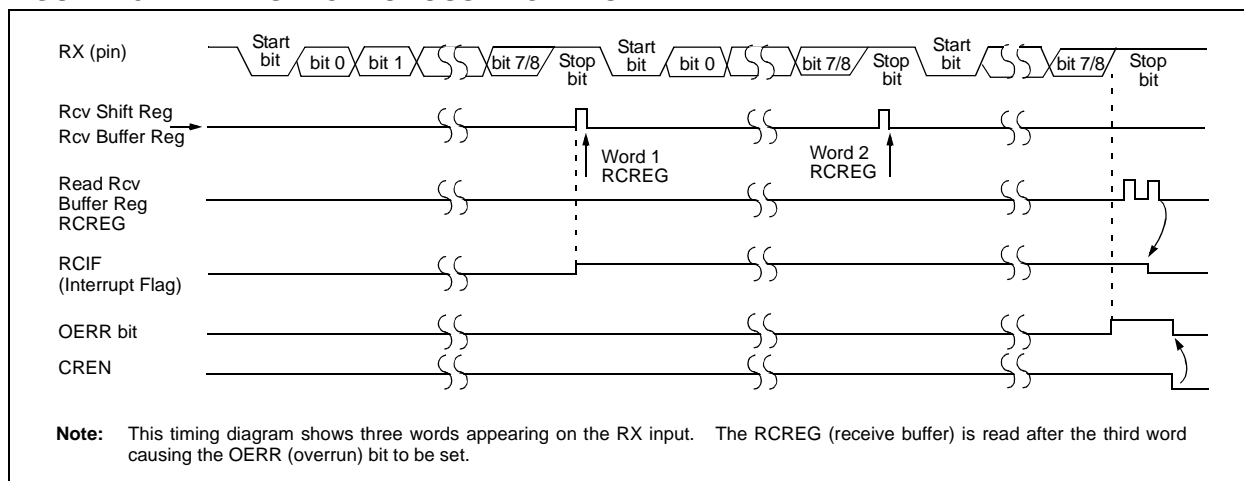 RX (pin)
Start
bit
bit 0
bit 1
bit 7/8
Stop
bit
Start
bit
bit 0
bit 7/8
Stop
bit
Start
bit
bit 7/8
Stop
bit
Rcv Shift Reg
Rcv Buffer Reg
Word 1
RCREG
Word 2
RCREG
Read Rcv
Buffer Reg
RCREG
RCIF
(Interrupt Flag)
OERR bit
CREN
Note: This timing diagram shows three words appearing on the RX input. The RCREG (receive buffer) is read after the third word
causing the OERR (overrun) bit to be set.